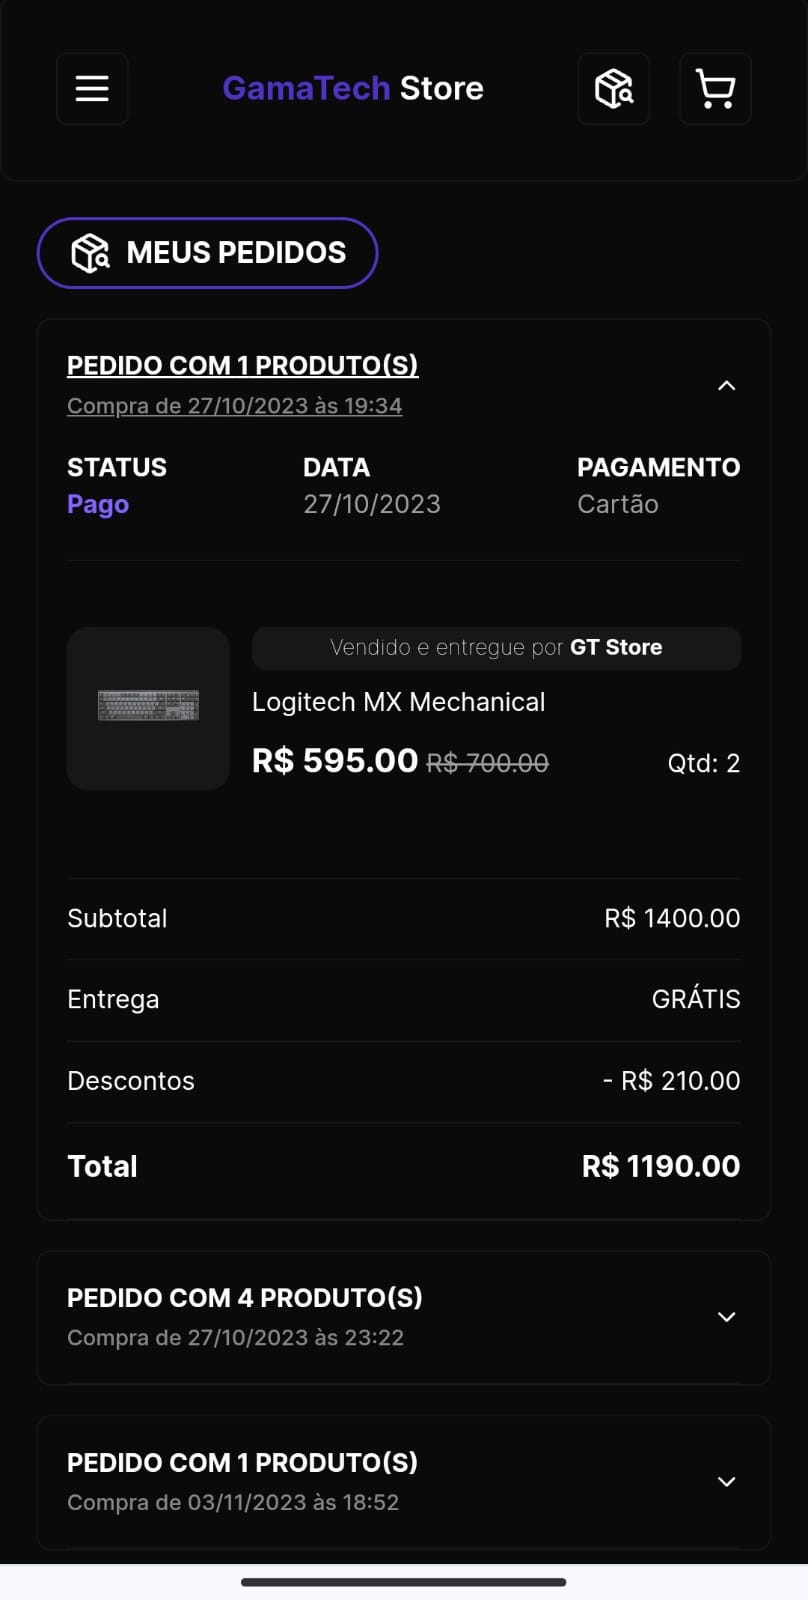 GamaTech Store
MEUS PEDIDOS
PEDIDO COM 1 PRODUTO(S)
Compra de 27/10/2023 às 19:34
STATUS DATA PAGAMENTO
Pago 27/10/2023 Cartão
Vendido e entregue por GT Store
Logitech MX Mechanical
R$ 595.00 R$ 700.00 Qtd: 2
Subtotal R$ 1400.00
Entrega GRÁTIS
Descontos - R$ 210.00
Total R$ 1190.00
PEDIDO COM 4 PRODUTO(S)
Compra de 27/10/2023 às 23:22
PEDIDO COM 1 PRODUTO(S)
Compra de 03/11/2023 às 18:52